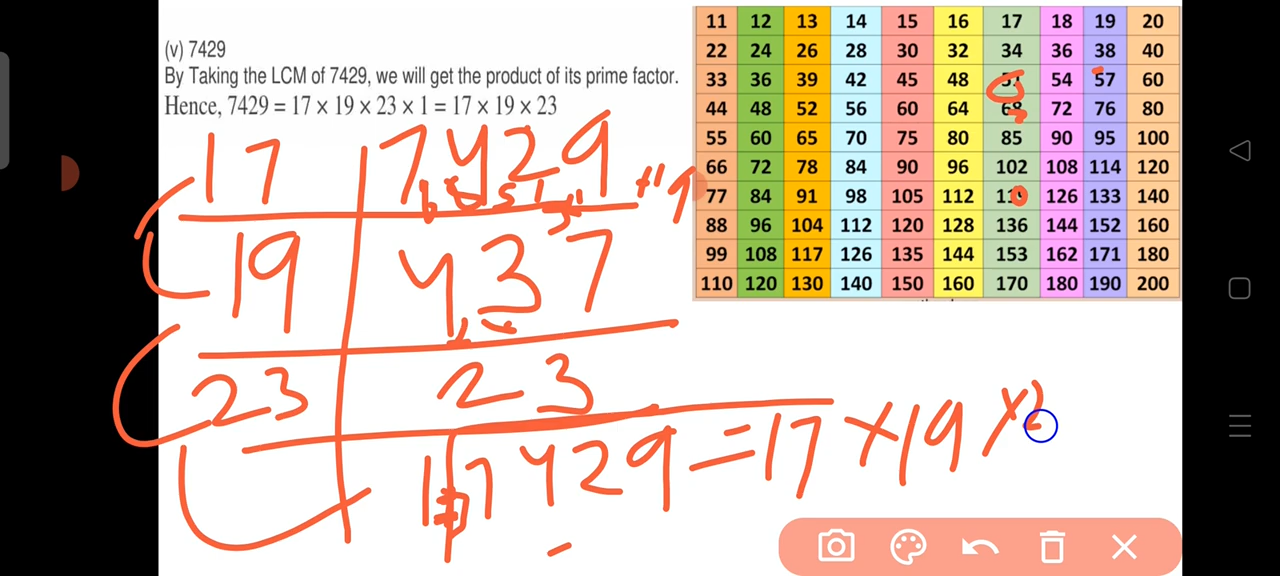 (v) 7429
By Taking the LCM of 7429, we will get the product of its prime factor.
Hence, 7429 = 17 × 19 × 23 × 1 = 17 × 19 × 23
17 7429
19 437
23 23
1 7429 = 17 × 19 × 2
11 12 13 14 15 16 17 18 19 20
22 24 26 28 30 32 34 36 38 40
33 36 39 42 45 48 51 54 57 60
44 48 52 56 60 64 68 72 76 80
55 60 65 70 75 80 85 90 95 100
66 72 78 84 90 96 102 108 114 120
77 84 91 98 105 112 119 126 133 140
88 96 104 112 120 128 136 144 152 160
99 108 117 126 135 144 153 162 171 180
110 120 130 140 150 160 170 180 190 200